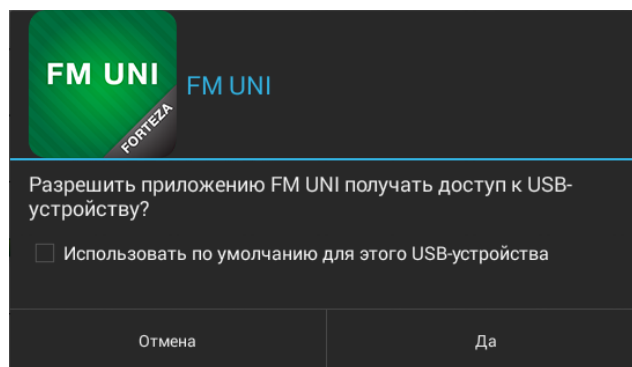 FM UNI
FORTEZA
FM UNI
Разрешить приложению FM UNI получать доступ к USB-
устройству?
Использовать по умолчанию для этого USB-устройства
Отмена
Да